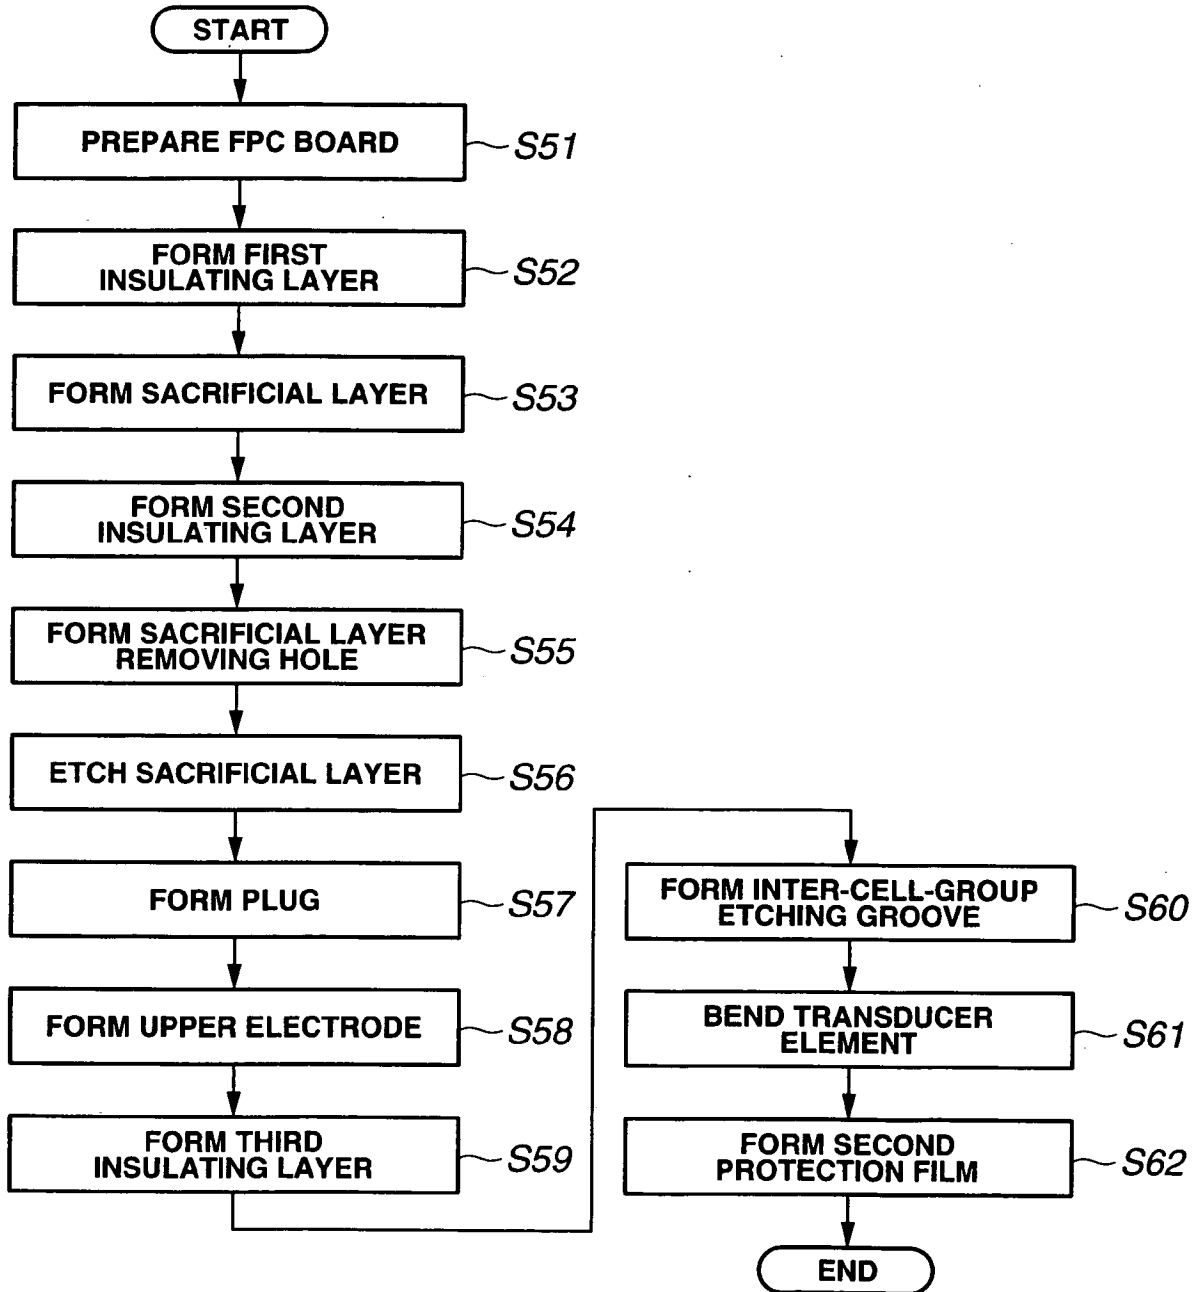 START
PREPARE FPC BOARD
S51
FORM FIRST
INSULATING LAYER
S52
FORM SACRIFICIAL LAYER
S53
FORM SECOND
INSULATING LAYER
S54
FORM SACRIFICIAL LAYER
REMOVING HOLE
S55
ETCH SACRIFICIAL LAYER
S56
FORM PLUG
S57
FORM UPPER ELECTRODE
S58
FORM THIRD
INSULATING LAYER
S59
FORM INTER-CELL-GROUP
ETCHING GROOVE
S60
BEND TRANSDUCER
ELEMENT
S61
FORM SECOND
PROTECTION FILM
S62
END